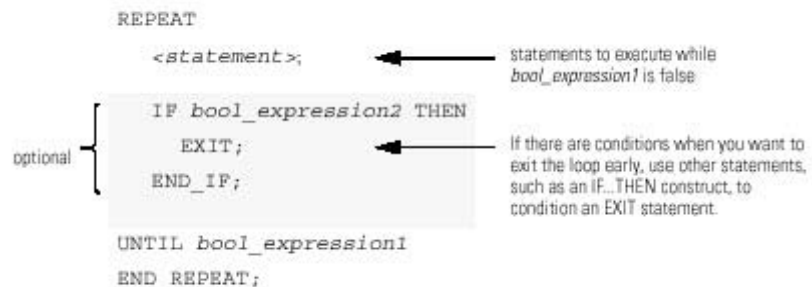 REPEAT
<statement>;
statements to execute while
bool_expression1 is false
optional
IF bool_expression2 THEN
EXIT;
END_IF;
If there are conditions when you want to
exit the loop early, use other statements,
such as an IF...THEN construct, to
condition an EXIT statement.
UNTIL bool_expression1
END REPEAT;